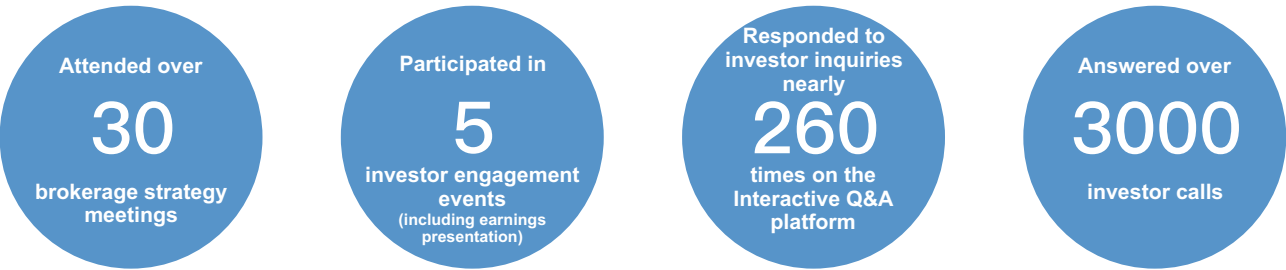 Attended over
30
brokerage strategy
meetings
Participated in
5
investor engagement
events
(including earnings
presentation)
Responded to
investor inquiries
nearly
260
times on the
Interactive Q&A
platform
Answered over
3000
investor calls